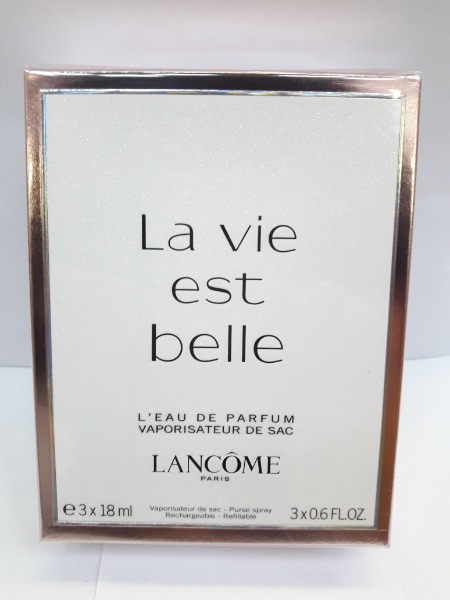 La vie
est
belle
L'EAU DE PARFUM
VAPORISATEUR DE SAC
LANCÔME
PARIS
℮ 3 x 18 ml
Vaporisateur de sac - Purse spray
Rechargeable - Refillable
3 x 0.6 FL.OZ.